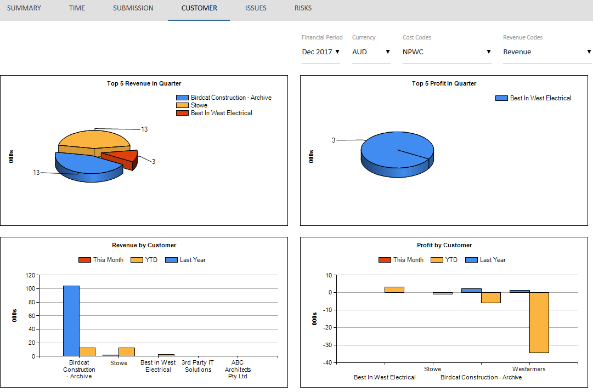 SUMMARY TIME SUBMISSION CUSTOMER ISSUES RISKS
Financial Period Currency Cost Codes Revenue Codes
Dec 2017 AUD NPWC Revenue
Top 5 Revenue in Quarter
Birdcat Construction - Archive
Stowe
Best In West Electrical
13
3
13
000s
Top 5 Profit in Quarter
Best In West Electrical
3
000s
Revenue by Customer
This Month YTD Last Year
120
100
80
60
40
20
0
000s
Birdcat
Constructon
- Archive
Stowe
Best In West
Electrical
3rd Party IT
Solutions
ABC
Architects
Pty Ltd
Profit by Customer
This Month YTD Last Year
10
0
-10
-20
-30
-40
000s
Stowe Wesfarmers
Best In West Electrical Birdcat Construction - Archive